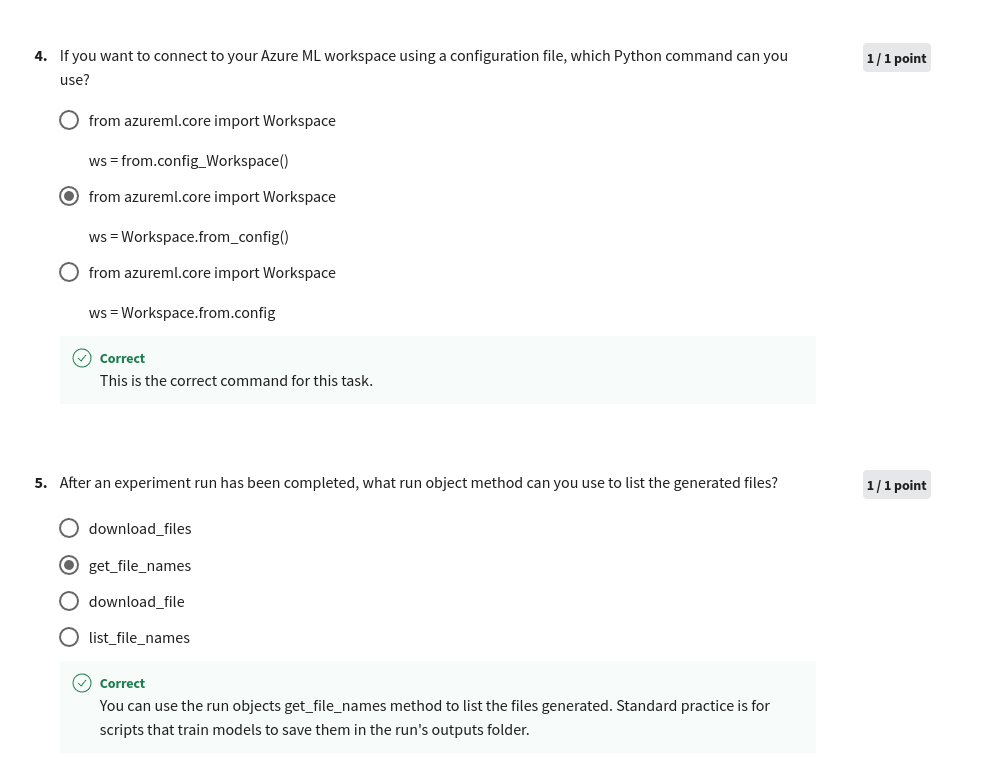 4. If you want to connect to your Azure ML workspace using a configuration file, which Python command can you
use?
1 / 1 point
from azureml.core import Workspace
ws = from.config_Workspace()
from azureml.core import Workspace
ws = Workspace.from_config()
from azureml.core import Workspace
ws = Workspace.from.config
Correct
This is the correct command for this task.
5. After an experiment run has been completed, what run object method can you use to list the generated files?
1 / 1 point
download_files
get_file_names
download_file
list_file_names
Correct
You can use the run objects get_file_names method to list the files generated. Standard practice is for
scripts that train models to save them in the run's outputs folder.